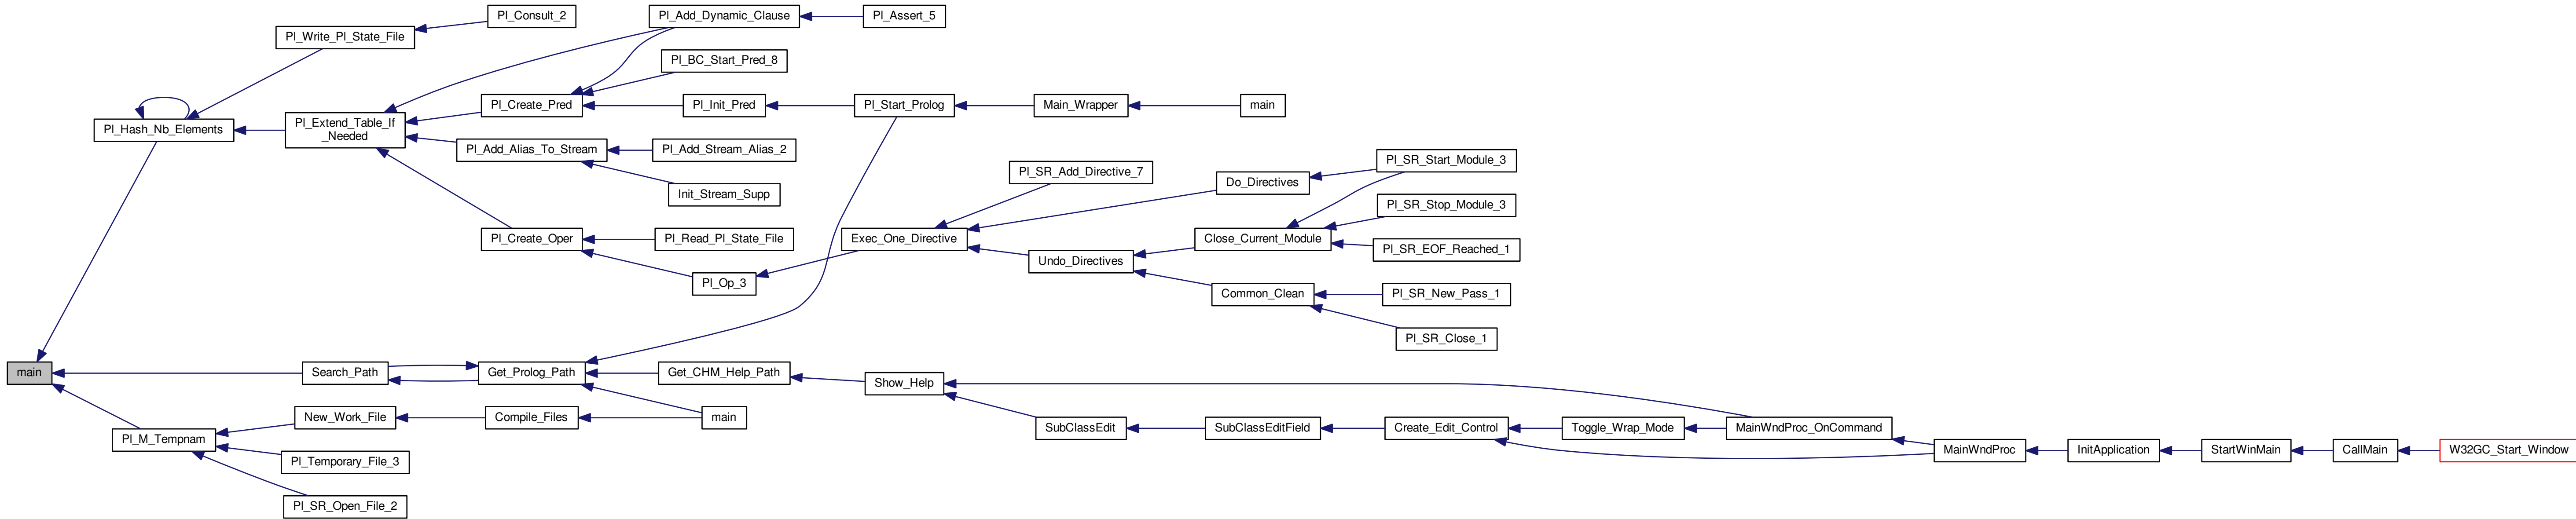 Pl_Consult_2
Pl_Add_Dynamic_Clause
Pl_Assert_5
Pl_Write_Pl_State_File
Pl_BC_Start_Pred_8
Pl_Create_Pred
Pl_Init_Pred
Pl_Start_Prolog
Main_Wrapper
main
Pl_Hash_Nb_Elements
Pl_Extend_Table_If
_Needed
Pl_Add_Alias_To_Stream
Pl_Add_Stream_Alias_2
Pl_SR_Start_Module_3
Pl_SR_Add_Directive_7
Do_Directives
Init_Stream_Supp
Pl_SR_Stop_Module_3
Pl_Create_Oper
Pl_Read_Pl_State_File
Exec_One_Directive
Close_Current_Module
Pl_SR_EOF_Reached_1
Undo_Directives
Pl_Op_3
Common_Clean
Pl_SR_New_Pass_1
Pl_SR_Close_1
main
Search_Path
Get_Prolog_Path
Get_CHM_Help_Path
Show_Help
New_Work_File
Compile_Files
main
SubClassEdit
SubClassEditField
Create_Edit_Control
Toggle_Wrap_Mode
MainWndProc_OnCommand
Pl_M_Tempnam
MainWndProc
InitApplication
StartWinMain
CallMain
W32GC_Start_Window
Pl_Temporary_File_3
Pl_SR_Open_File_2